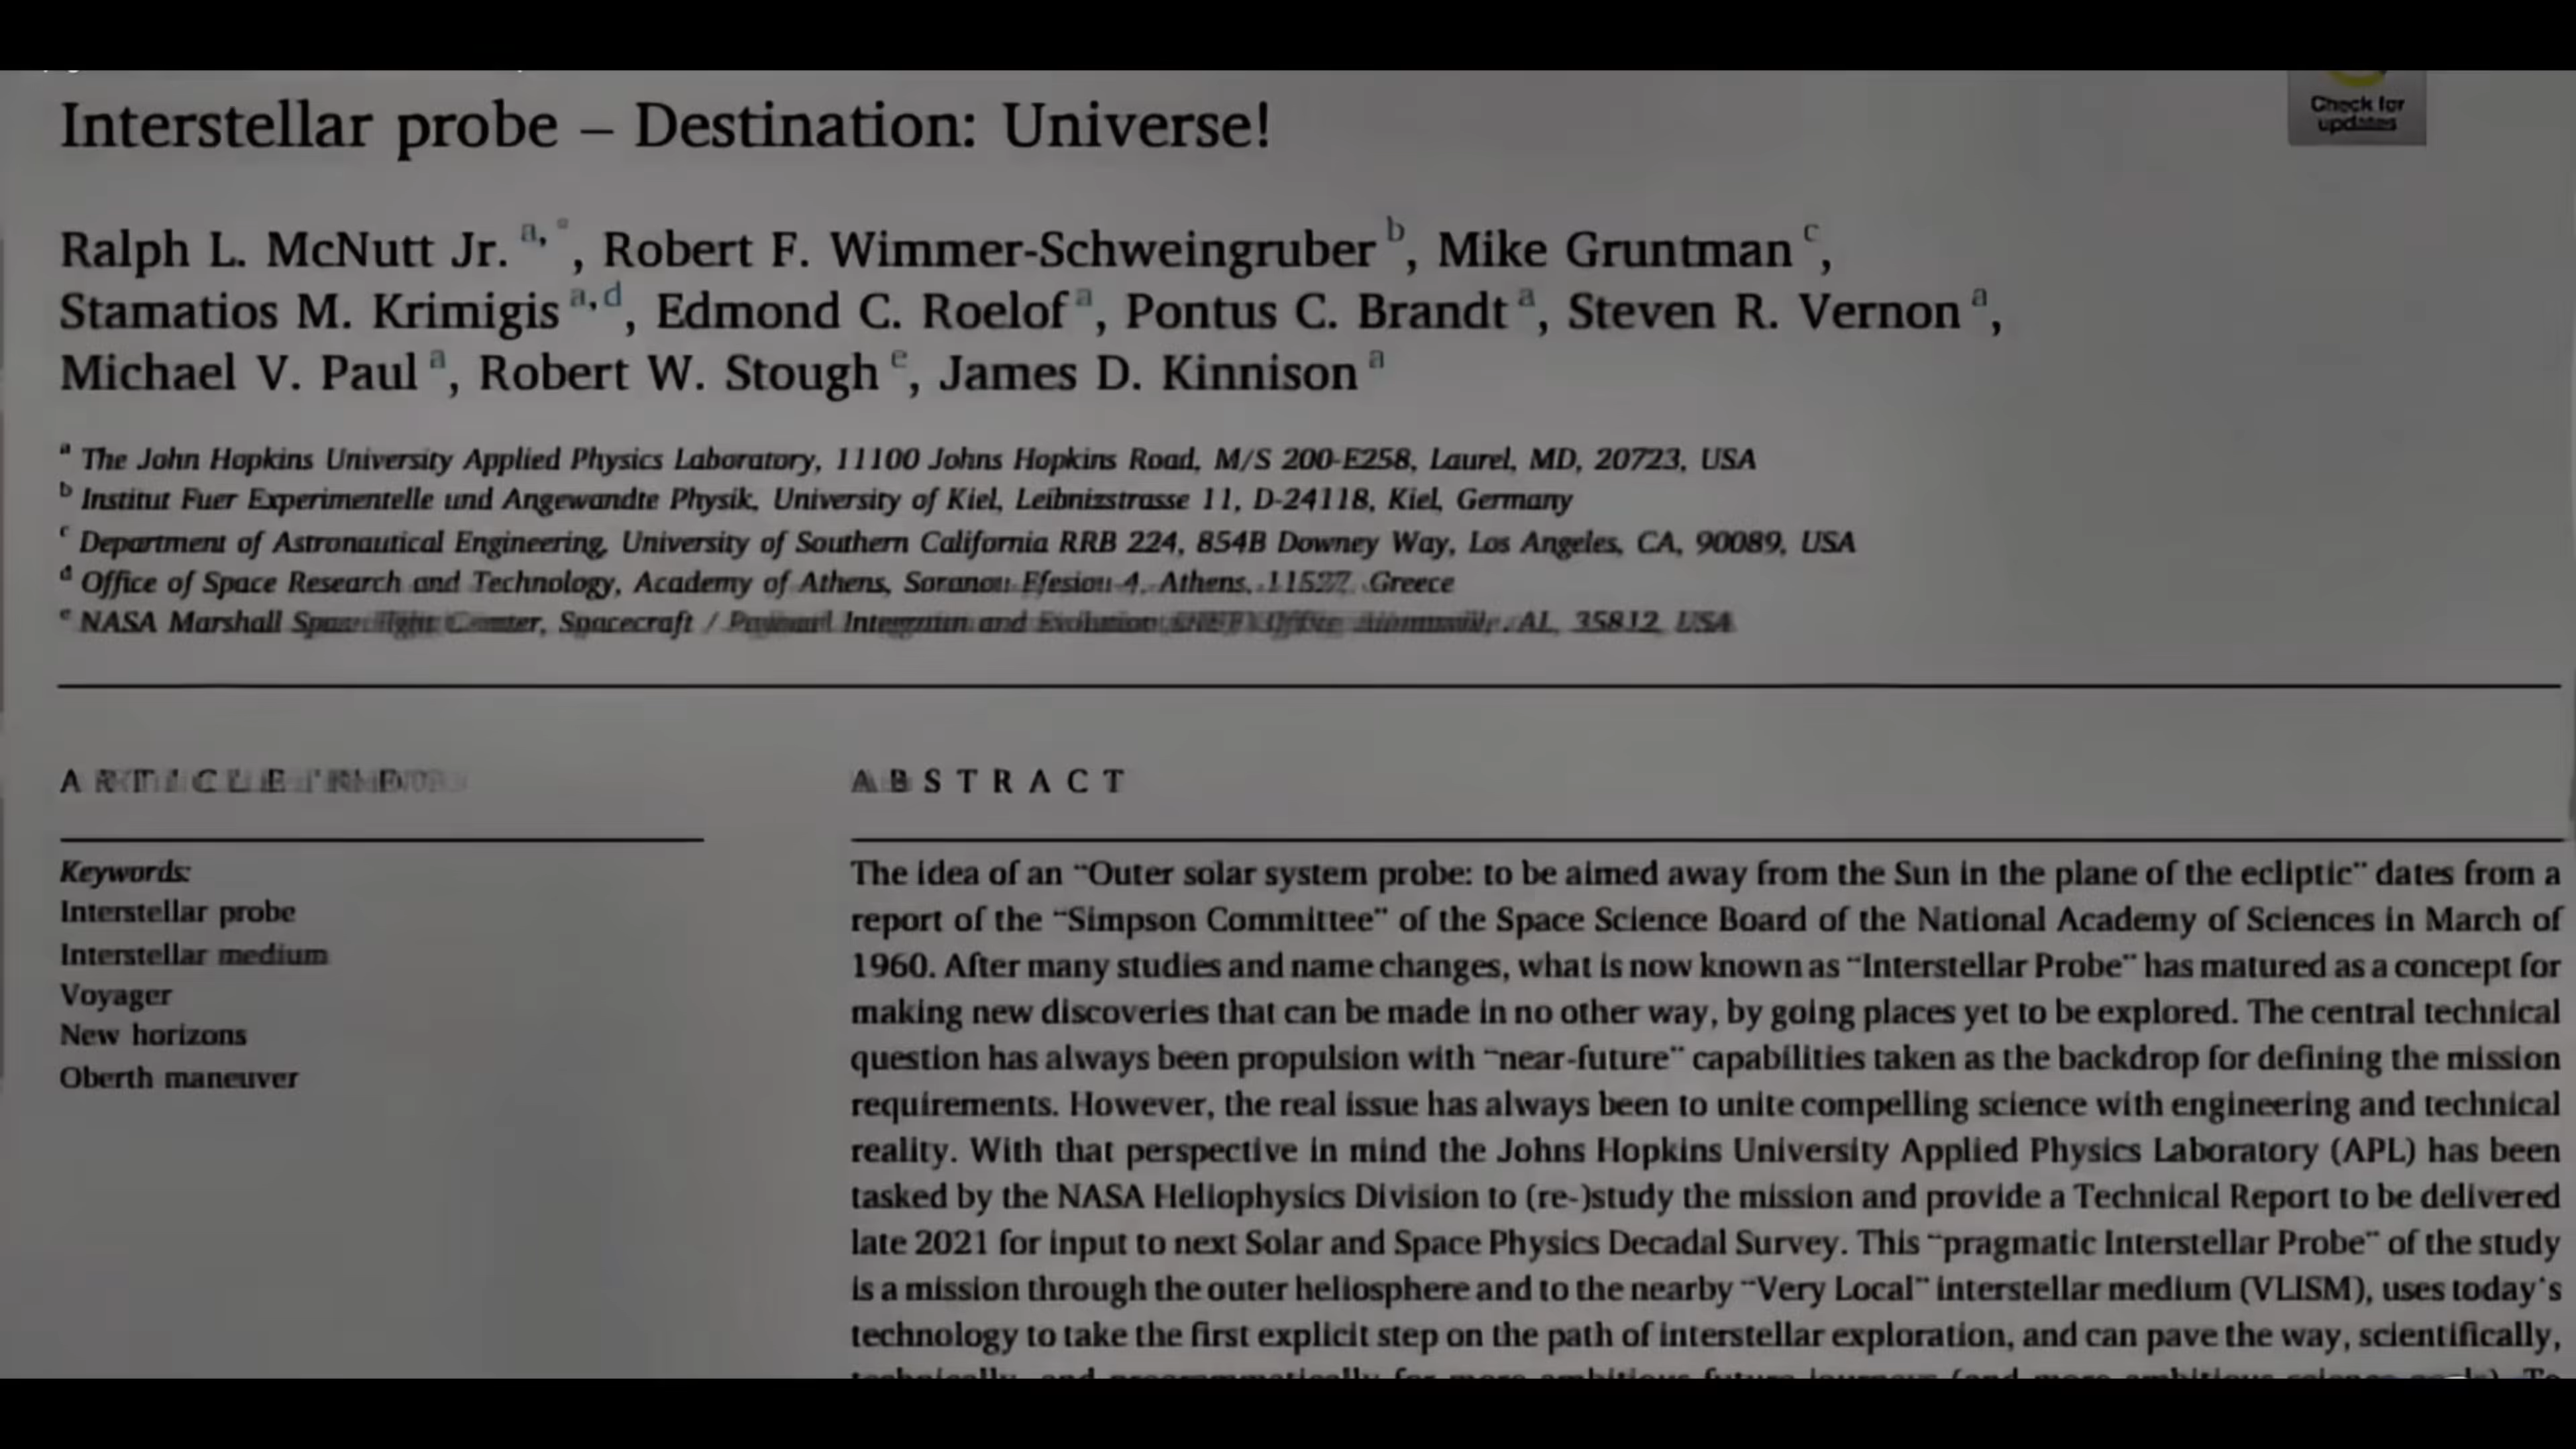 Interstellar probe – Destination: Universe!
Check for
updates
Ralph L. McNutt Jr. a, *, Robert F. Wimmer-Schweingruber b, Mike Gruntman c,
Stamatios M. Krimigis a, d, Edmond C. Roelof a, Pontus C. Brandt a, Steven R. Vernon a,
Michael V. Paul a, Robert W. Stough e, James D. Kinnison a
a The John Hopkins University Applied Physics Laboratory, 11100 Johns Hopkins Road, M/S 200-E258, Laurel, MD, 20723, USA
b Institut Fuer Experimentelle und Angewandte Physik, University of Kiel, Leibnizstrasse 11, D-24118, Kiel, Germany
c Department of Astronautical Engineering, University of Southern California RRB 224, 854B Downey Way, Los Angeles, CA, 90089, USA
d Office of Space Research and Technology, Academy of Athens, Soranou Efesiou 4, Athens, 11527, Greece
e NASA Marshall Center, Spacecraft / and AL, 35812, USA
ARTICLE
ABSTRACT
Keywords:
Interstellar probe
Interstellar medium
Voyager
New horizons
Oberth maneuver
The idea of an “Outer solar system probe: to be aimed away from the Sun in the plane of the ecliptic” dates from a
report of the “Simpson Committee” of the Space Science Board of the National Academy of Sciences in March of
1960. After many studies and name changes, what is now known as “Interstellar Probe” has matured as a concept for
making new discoveries that can be made in no other way, by going places yet to be explored. The central technical
question has always been propulsion with “near-future” capabilities taken as the backdrop for defining the mission
requirements. However, the real issue has always been to unite compelling science with engineering and technical
reality. With that perspective in mind the Johns Hopkins University Applied Physics Laboratory (APL) has been
tasked by the NASA Heliophysics Division to (re-)study the mission and provide a Technical Report to be delivered
late 2021 for input to next Solar and Space Physics Decadal Survey. This “pragmatic Interstellar Probe” of the study
is a mission through the outer heliosphere and to the nearby “Very Local” interstellar medium (VLISM), uses today's
technology to take the first explicit step on the path of interstellar exploration, and can pave the way, scientifically,